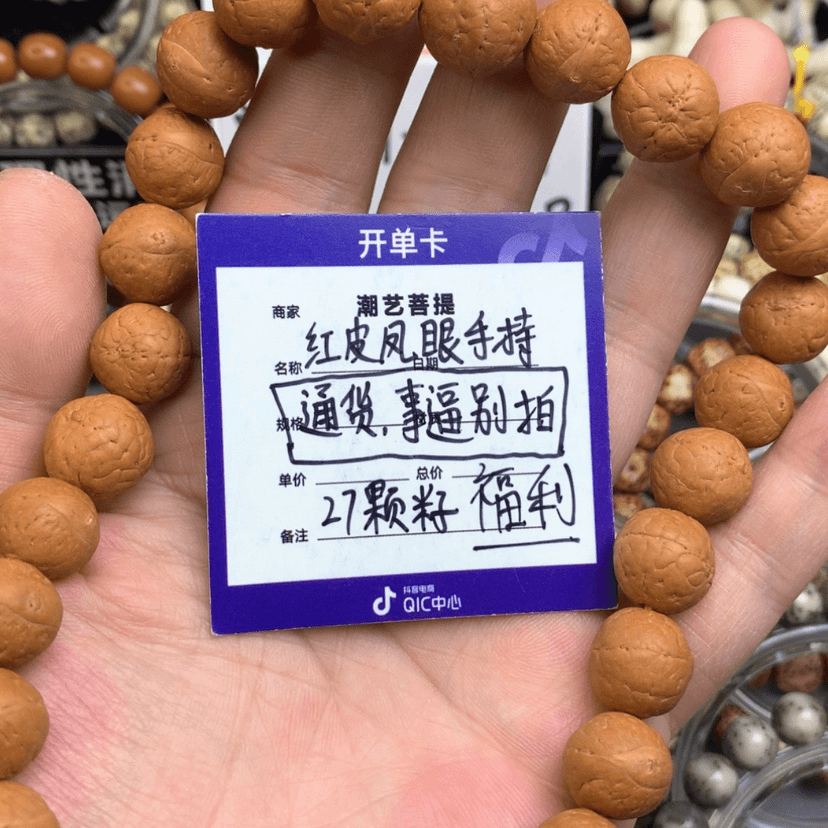 开单卡
商家 潮艺菩提
名称 红皮凤眼手持 日期
规格 通货,事逼别拍
单价 总价
备注 27颗籽 福利
抖音电商
QIC中心